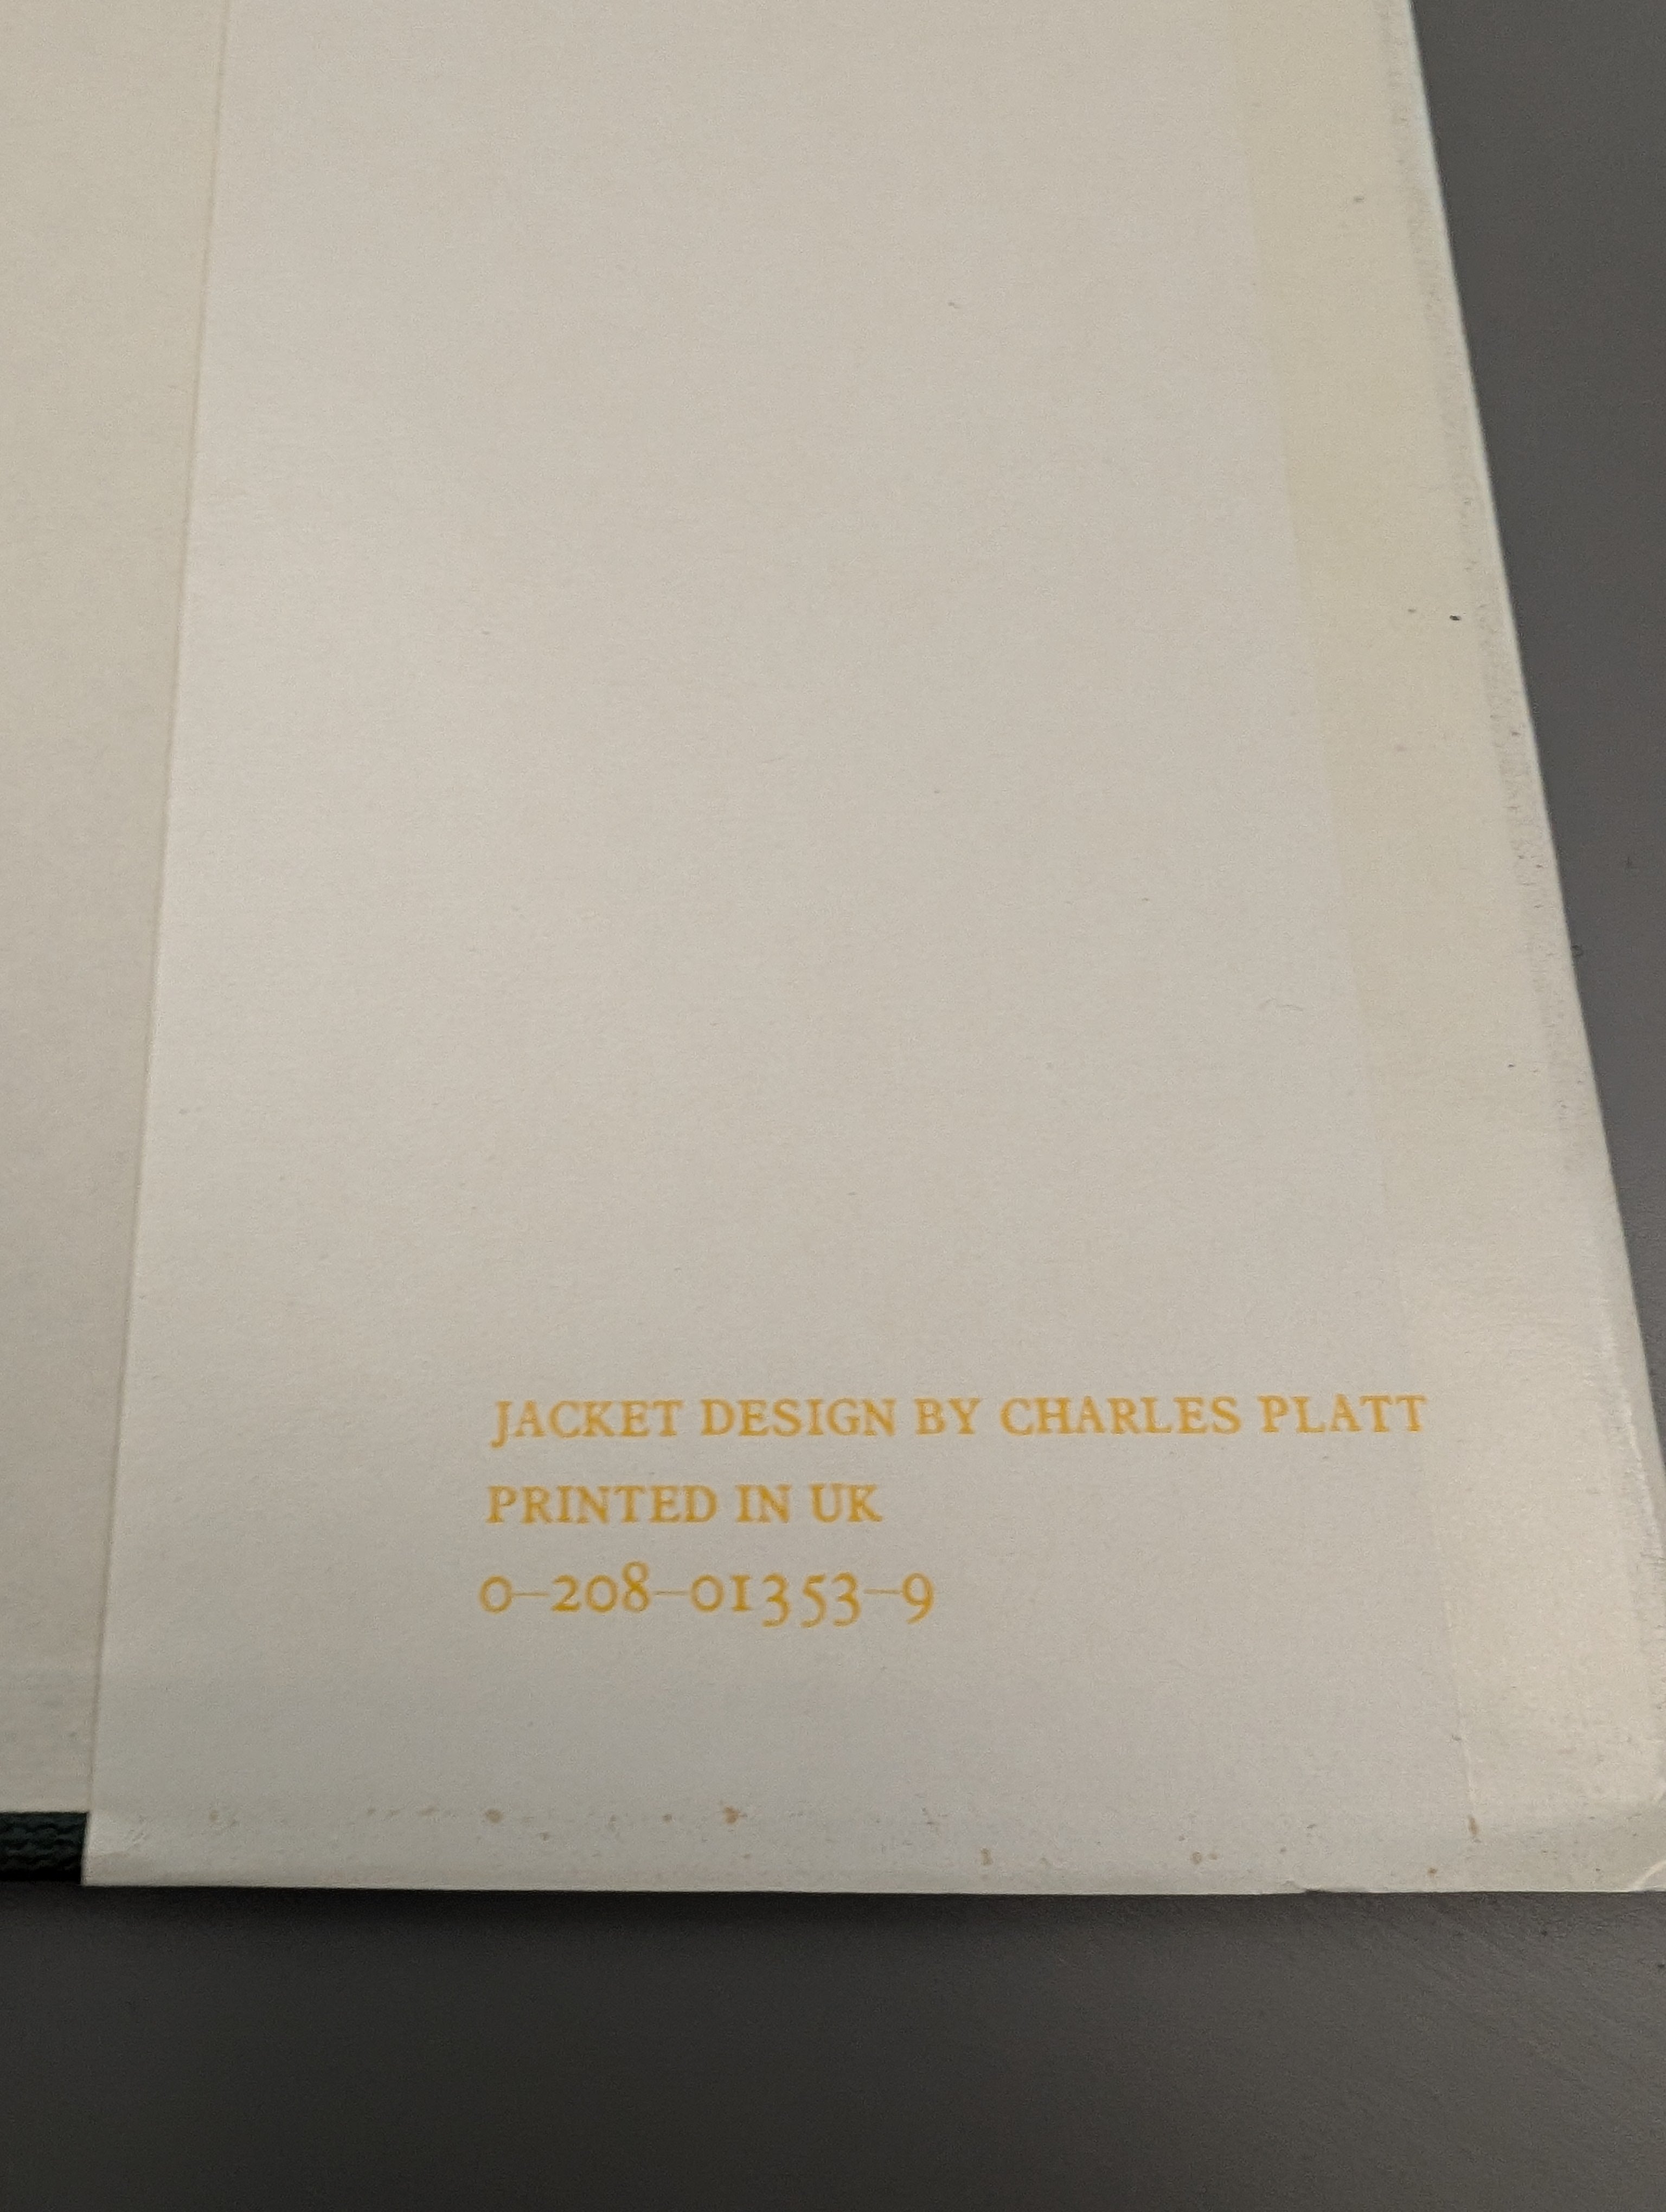 JACKET DESIGN BY CHARLES PLATT
PRINTED IN UK
0–208–01353–9